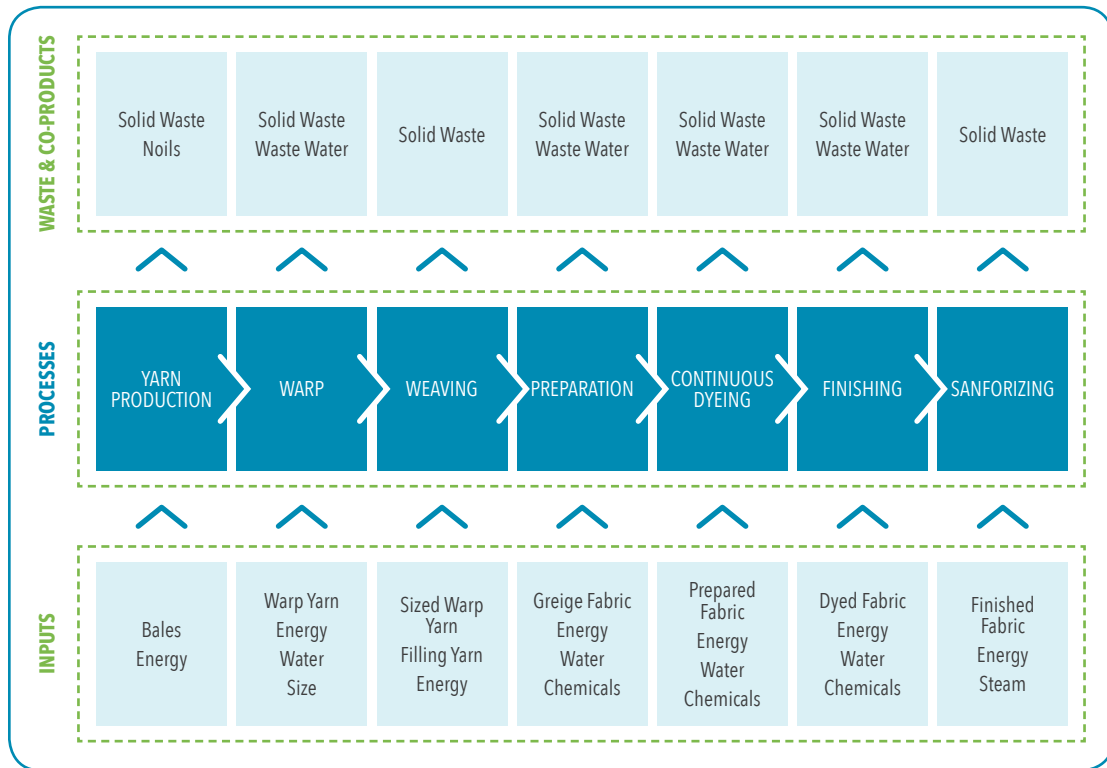 WASTE & CO-PRODUCTS
Solid Waste
Noils
Solid Waste
Waste Water
Solid Waste
Solid Waste
Waste Water
Solid Waste
Waste Water
Solid Waste
Waste Water
Solid Waste
PROCESSES
YARN
PRODUCTION
WARP
WEAVING
PREPARATION
CONTINUOUS
DYEING
FINISHING
SANFORIZING
INPUTS
Bales
Energy
Warp Yarn
Energy
Water
Size
Sized Warp
Yarn
Filling Yarn
Energy
Greige Fabric
Energy
Water
Chemicals
Prepared
Fabric
Energy
Water
Chemicals
Dyed Fabric
Energy
Water
Chemicals
Finished
Fabric
Energy
Steam